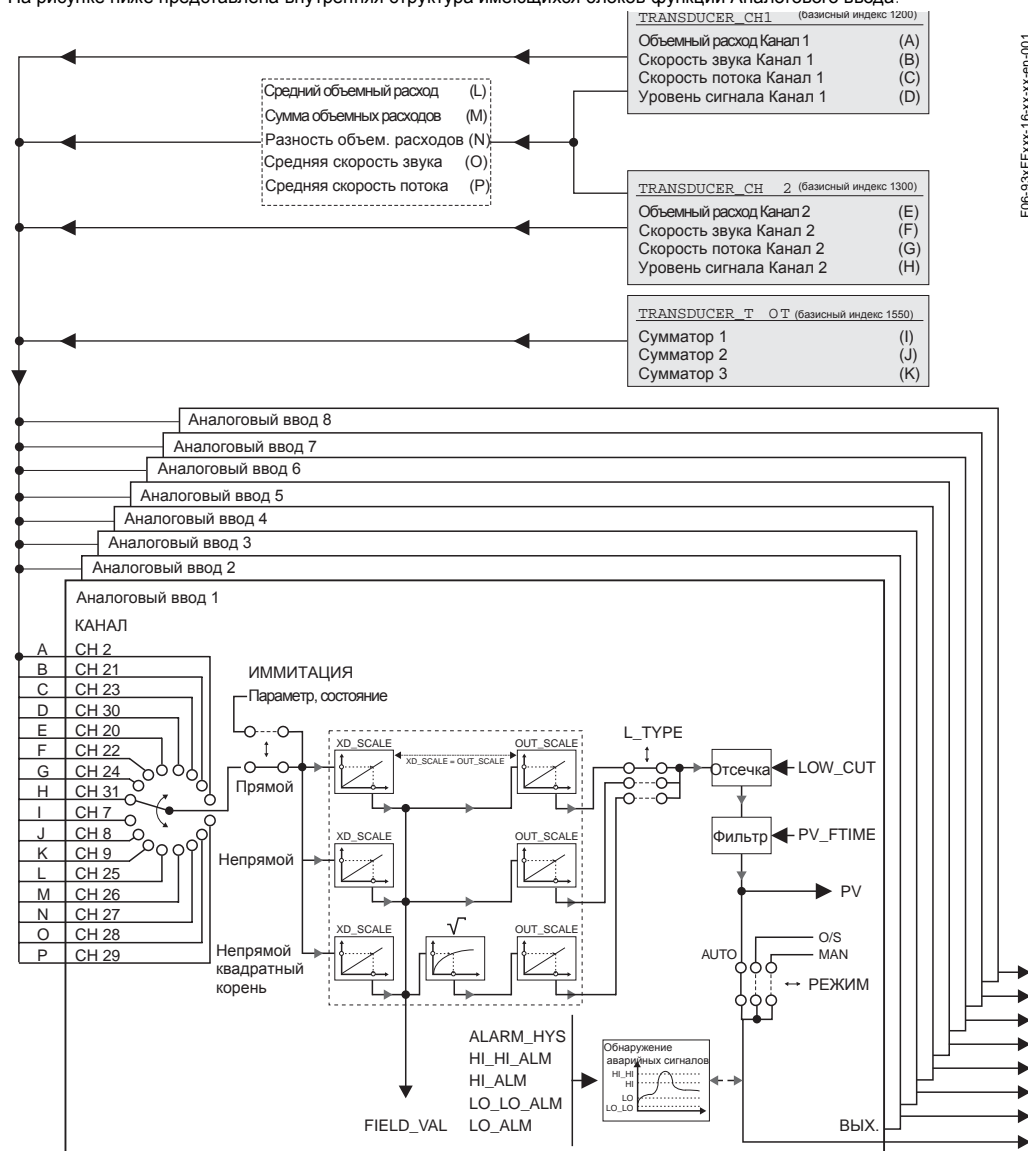 На рисунке ниже представлена внутренняя структура имеющихся блоков функций Аналогового ввода:
TRANSDUCER_CH1 (базисный индекс 1200)
Объемный расход Канал 1 (A)
Скорость звука Канал 1 (B)
Скорость потока Канал 1 (C)
Уровень сигнала Канал 1 (D)
F06-93xFFxxx-16-xx-xx-en-001
Средний объемный расход (L)
Сумма объемных расходов (M)
Разность объем. расходов (N)
Средняя скорость звука (O)
Средняя скорость потока (P)
TRANSDUCER_CH 2 (базисный индекс 1300)
Объемный расход Канал 2 (E)
Скорость звука Канал 2 (F)
Скорость потока Канал 2 (G)
Уровень сигнала Канал 2 (H)
TRANSDUCER_T OT (базисный индекс 1550)
Сумматор 1 (I)
Сумматор 2 (J)
Сумматор 3 (K)
Аналоговый ввод 8
Аналоговый ввод 7
Аналоговый ввод 6
Аналоговый ввод 5
Аналоговый ввод 4
Аналоговый ввод 3
Аналоговый ввод 2
Аналоговый ввод 1
КАНАЛ
A CH 2
B CH 21
C CH 23
D CH 30
E CH 20
F CH 22
G CH 24
H CH 31
I CH 7
J CH 8
K CH 9
L CH 25
M CH 26
N CH 27
O CH 28
P CH 29
ИММИТАЦИЯ
Параметр, состояние
Прямой
Непрямой
Непрямой
квадратный
корень
XD_SCALE
XD_SCALE = OUT_SCALE
OUT_SCALE
XD_SCALE
OUT_SCALE
XD_SCALE
√
OUT_SCALE
L_TYPE
Отсечка
LOW_CUT
Фильтр
PV_FTIME
PV
AUTO
O/S
MAN
РЕЖИМ
FIELD_VAL
ALARM_HYS
HI_HI_ALM
HI_ALM
LO_LO_ALM
LO_ALM
Обнаружение
аварийных сигналов
HI_HI
HI
LO
LO_LO
ВЫХ.